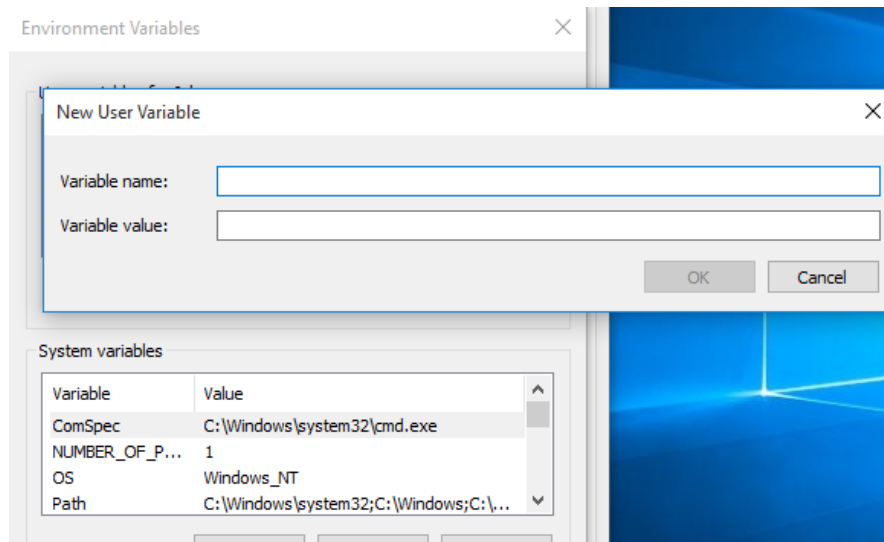 Environment Variables
New User Variable
Variable name:
Variable value:
OK Cancel
System variables
Variable Value
ComSpec C:\Windows\system32\cmd.exe
NUMBER_OF_P... 1
OS Windows_NT
Path C:\Windows\system32;C:\Windows;C:\...